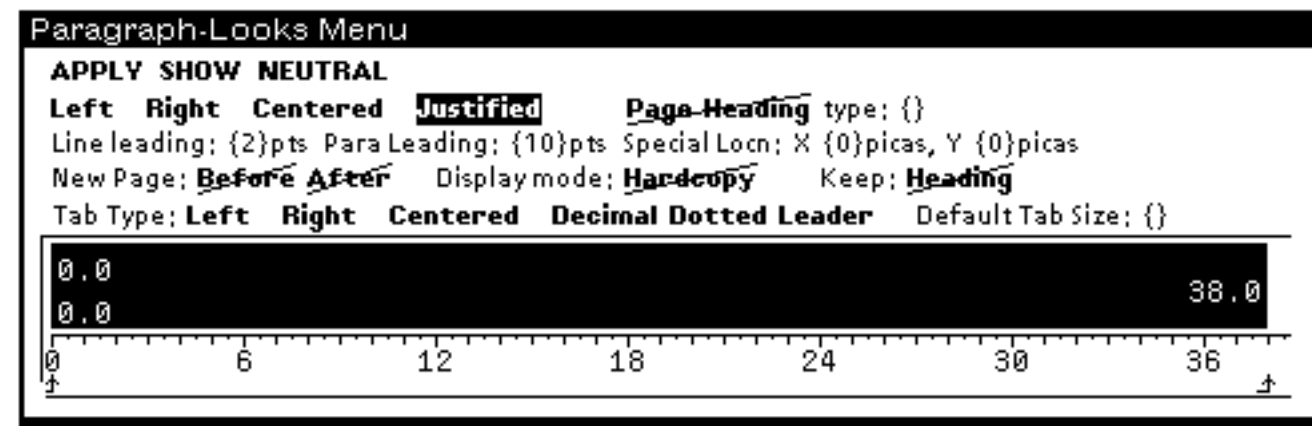 Paragraph-Looks Menu
APPLY SHOW NEUTRAL
Left Right Centered Justified Page Heading type: {}
Line leading: {2}pts Para Leading: {10}pts Special Locn: X {0}picas, Y {0}picas
New Page: Before After Display mode: Hardcopy Keep: Heading
Tab Type: Left Right Centered Decimal Dotted Leader Default Tab Size: {}
0.0
38.0
0.0
0 6 12 18 24 30 36